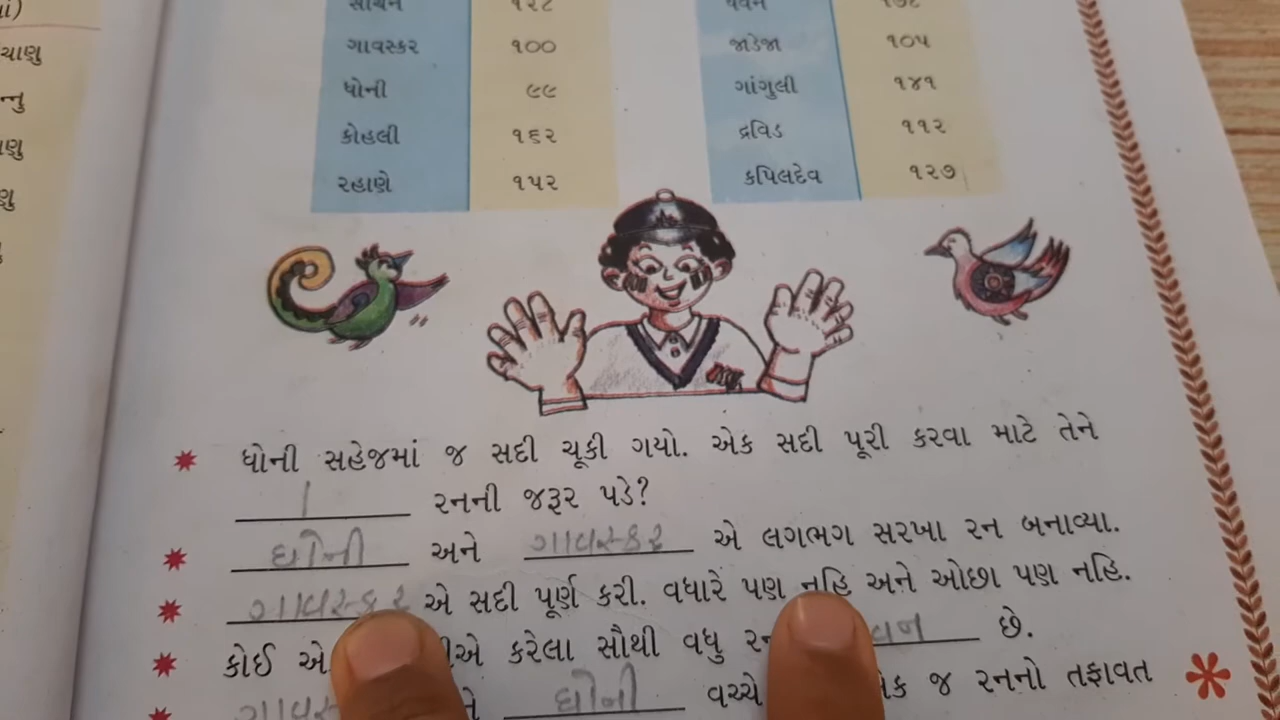 ચાણુ
ન્નુ
ણુ
સચિન ૧૨૮
ગાવસ્કર ૧૦૦ જાડેજા ૧૦૫
ધોની ૯૯ ગાંગુલી ૧૪૧
કોહલી ૧૬૨ દ્રવિડ ૧૧૨
રહાણે ૧૫૨ કપિલદેવ ૧૨૭
ધોની સહેજમાં જ સદી ચૂકી ગયો. એક સદી પૂરી કરવા માટે તેને
1 રનની જરૂર પડે?
ધોની અને ગાવસ્કર એ લગભગ સરખા રન બનાવ્યા.
ગાવસ્કર એ સદી પૂર્ણ કરી. વધારે પણ નહિ અને ઓછા પણ નહિ.
કોઈ એ કરેલા સૌથી વધુ છે.
ધોની વચ્ચે જ રનનો તફાવત